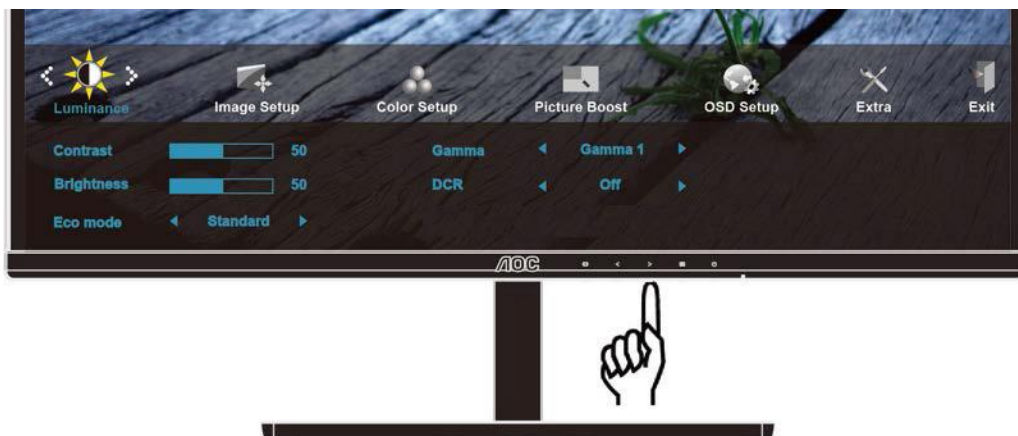 Luminance
Image Setup
Color Setup
Picture Boost
OSD Setup
Extra
Exit
Contrast 50 Gamma Gamma 1
Brightness 50 DCR Off
Eco mode Standard
AOC